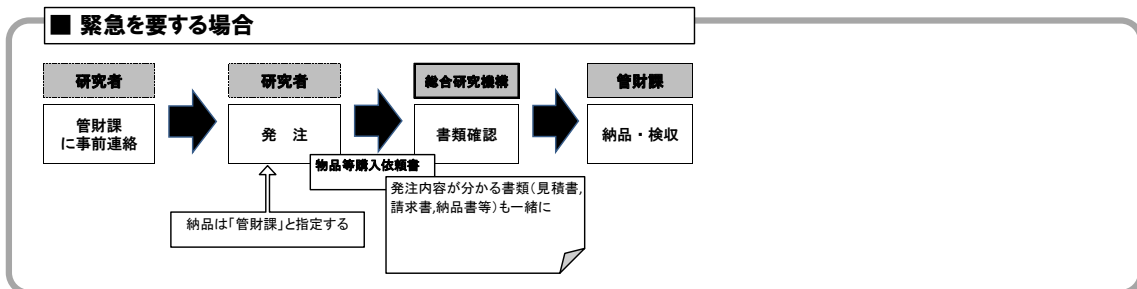 ■ 緊急を要する場合
研究者
管財課
に事前連絡
研究者
発　注
総合研究機構
書類確認
管財課
納品・検収
物品等購入依頼書
発注内容が分かる書類(見積書,
請求書,納品書等)も一緒に
納品は「管財課」と指定する